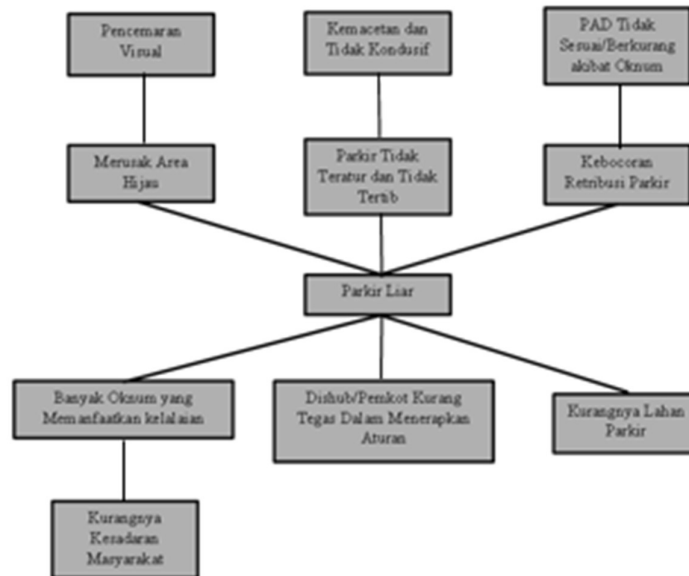 Pencemaran
Visual
Kemacetan dan
Tidak Kondusif
PAD Tidak
Sesuai/Berkurang
akibat Oknum
Merusak Area
Hijau
Parkir Tidak
Teratur dan Tidak
Tertib
Kebocoran
Retribusi Parkir
Parkir Liar
Banyak Oknum yang
Memanfaatkan kelalaian
Dishub/Pemkot Kurang
Tegas Dalam Menerapkan
Aturan
Kurangnya Lahan
Parkir
Kurangnya
Kesadaran
Masyarakat